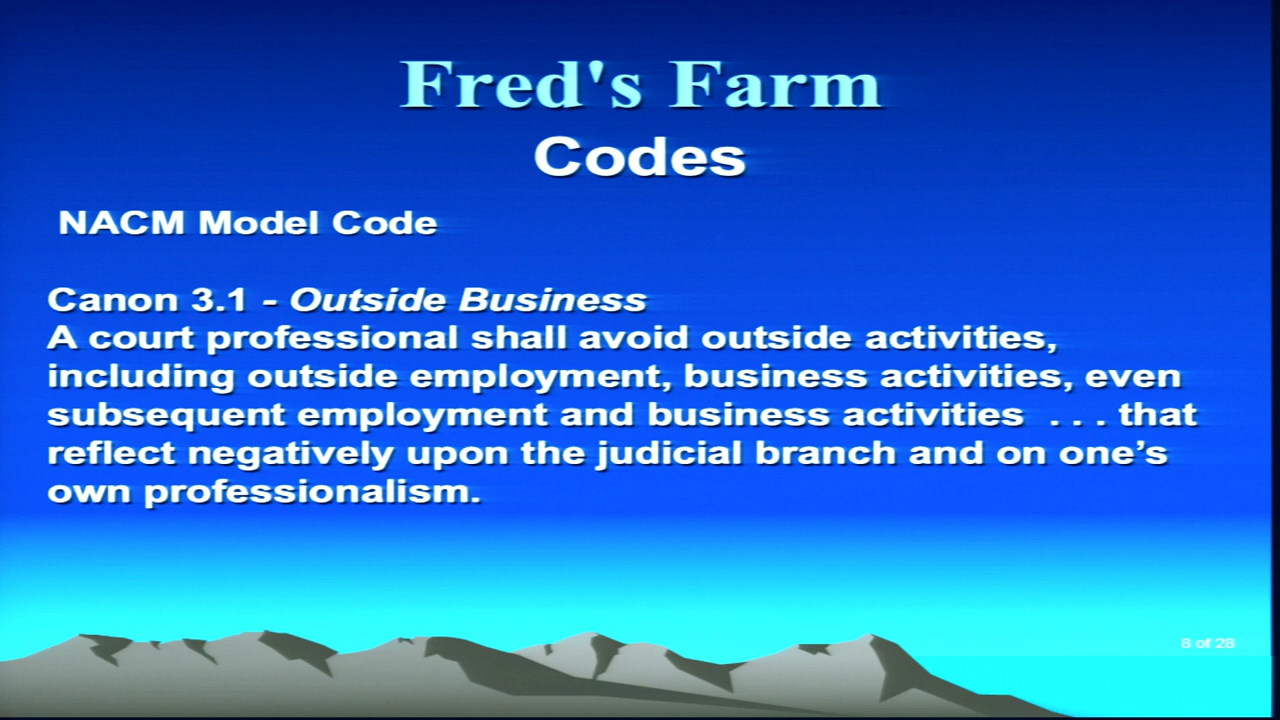 Fred's Farm
Codes
NACM Model Code
Canon 3.1 - Outside Business
A court professional shall avoid outside activities,
including outside employment, business activities, even
subsequent employment and business activities . . . that
reflect negatively upon the judicial branch and on one’s
own professionalism.
8 of 28